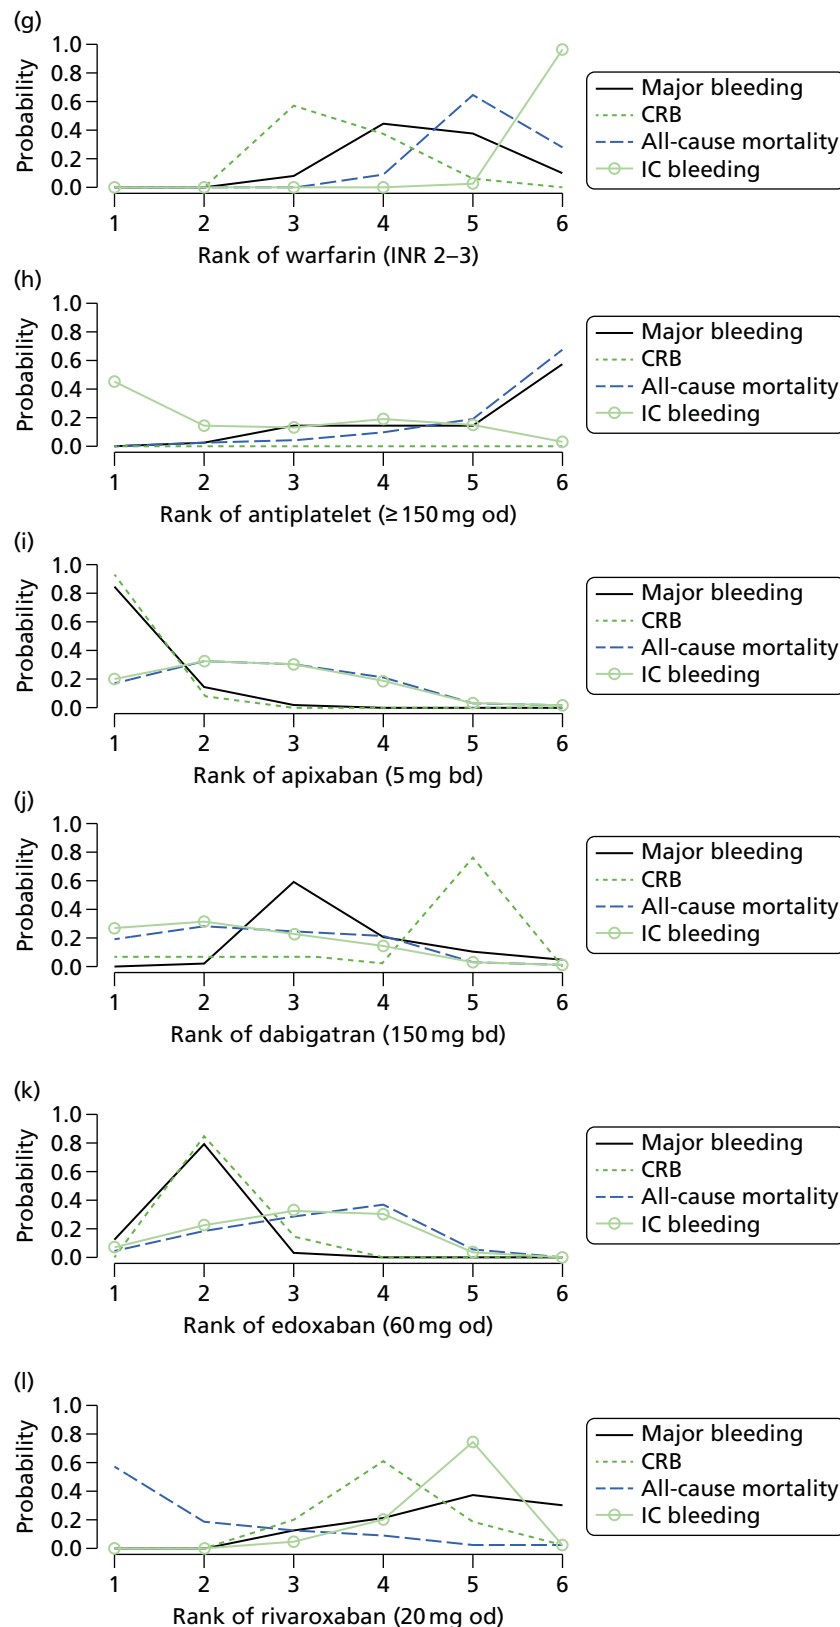 (g)
1.0
0.8
0.6
0.4
0.2
0.0
Probability
1 2 3 4 5 6
Rank of warfarin (INR 2–3)
Major bleeding
CRB
All-cause mortality
IC bleeding
(h)
1.0
0.8
0.6
0.4
0.2
0.0
Probability
1 2 3 4 5 6
Rank of antiplatelet (≥ 150 mg od)
Major bleeding
CRB
All-cause mortality
IC bleeding
(i)
1.0
0.8
0.6
0.4
0.2
0.0
Probability
1 2 3 4 5 6
Rank of apixaban (5 mg bd)
Major bleeding
CRB
All-cause mortality
IC bleeding
(j)
1.0
0.8
0.6
0.4
0.2
0.0
Probability
1 2 3 4 5 6
Rank of dabigatran (150 mg bd)
Major bleeding
CRB
All-cause mortality
IC bleeding
(k)
1.0
0.8
0.6
0.4
0.2
0.0
Probability
1 2 3 4 5 6
Rank of edoxaban (60 mg od)
Major bleeding
CRB
All-cause mortality
IC bleeding
(l)
1.0
0.8
0.6
0.4
0.2
0.0
Probability
1 2 3 4 5 6
Rank of rivaroxaban (20 mg od)
Major bleeding
CRB
All-cause mortality
IC bleeding